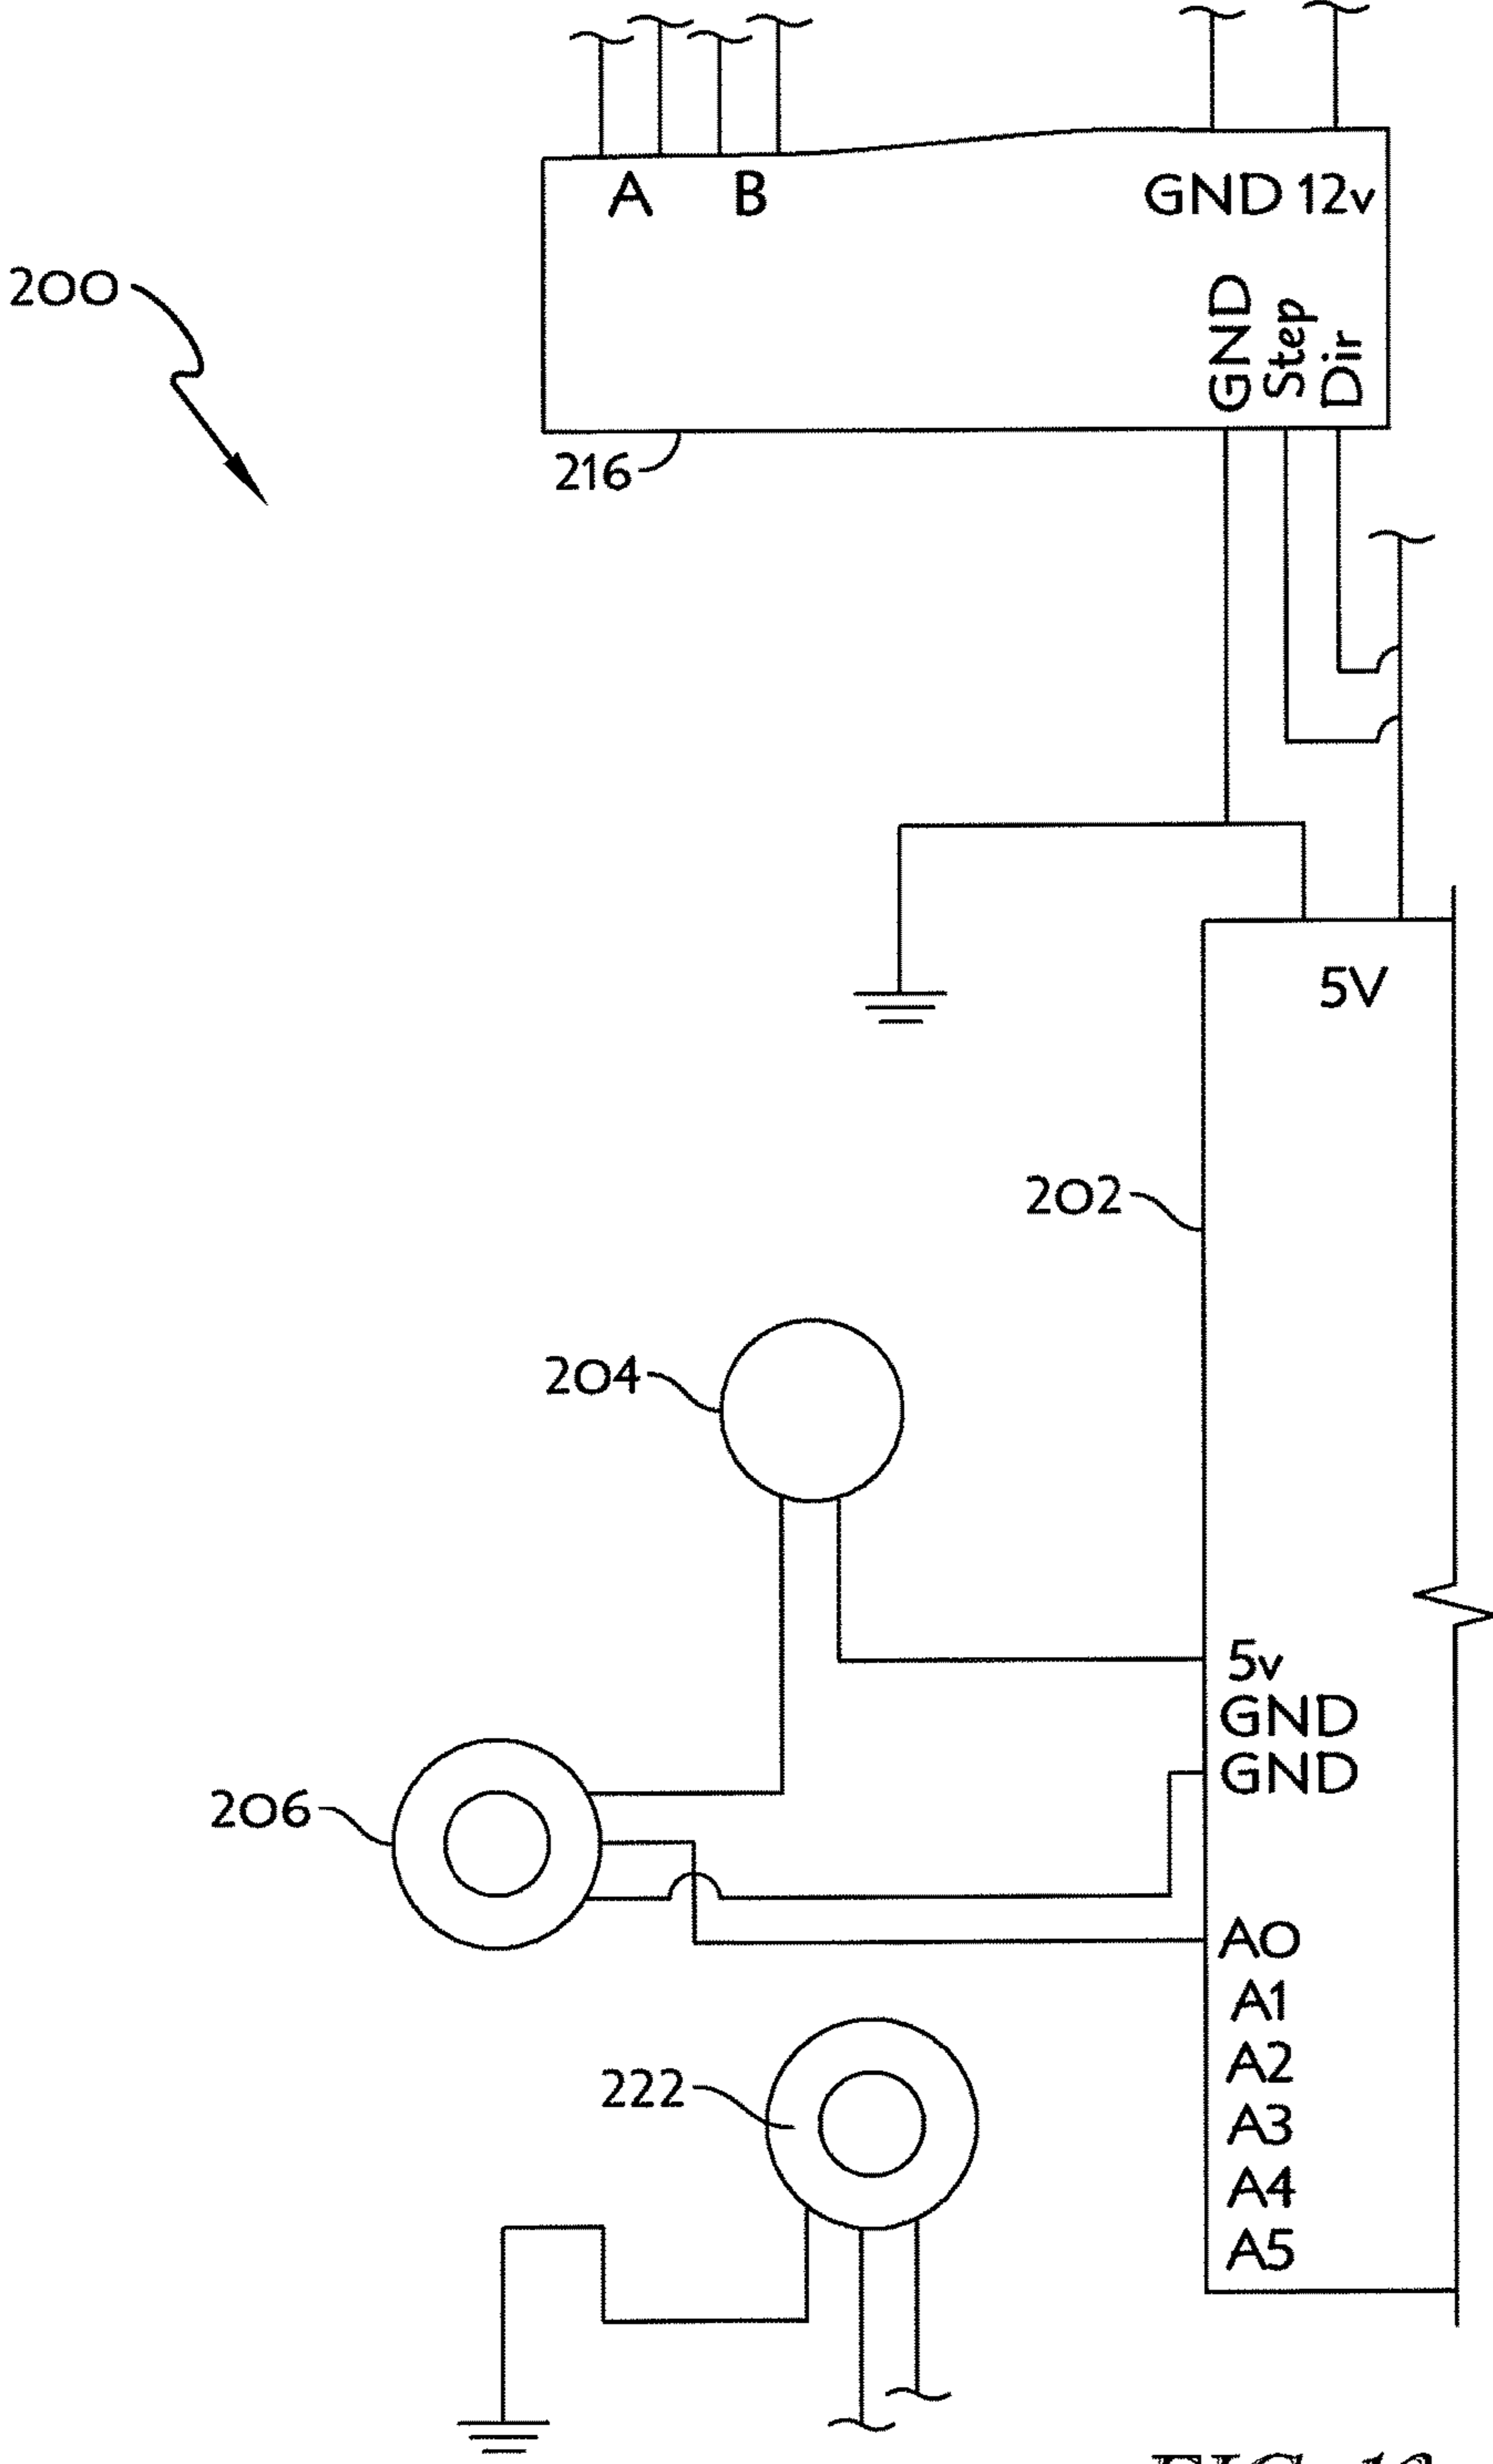 A B GND 12v
200
GND
Step
Dir
216
5V
202
204
5v
GND
206
GND
A0
A1
222
A2
A3
A4
A5